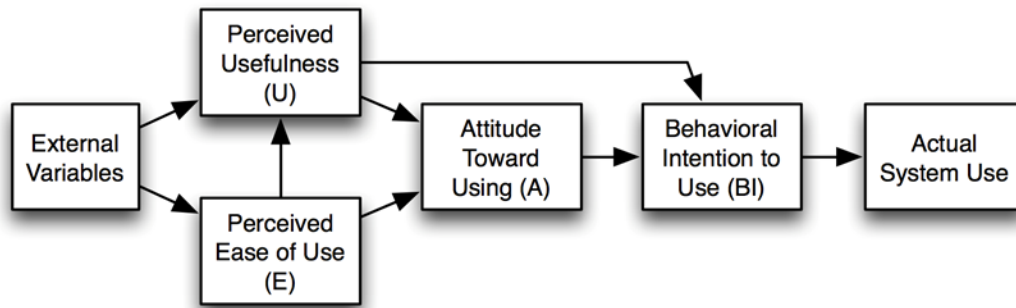 External
Variables
Perceived
Usefulness
(U)
Perceived
Ease of Use
(E)
Attitude
Toward
Using (A)
Behavioral
Intention to
Use (BI)
Actual
System Use